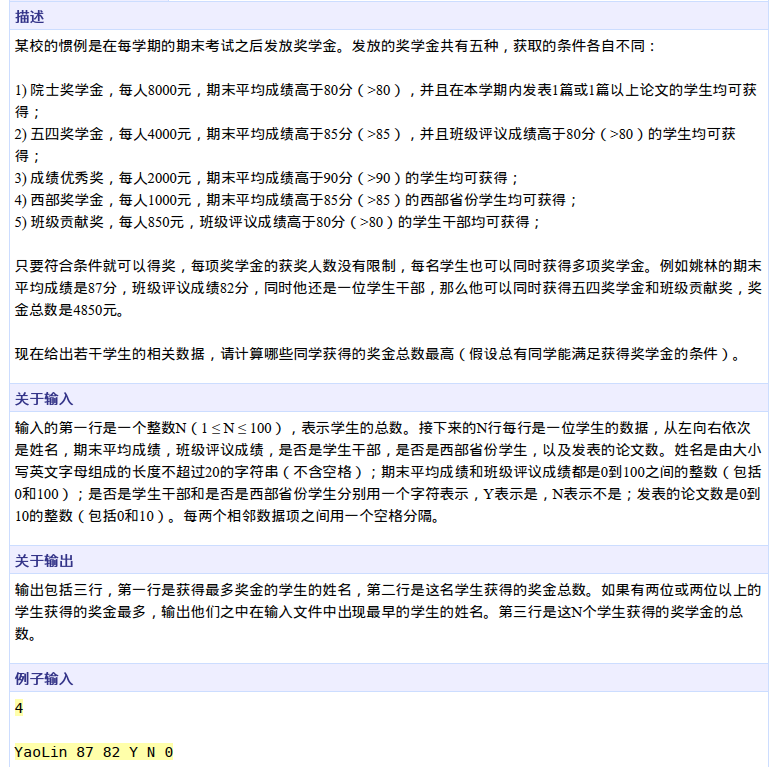 描述
某校的惯例是在每学期的期末考试之后发放奖学金。发放的奖学金共有五种，获取的条件各自不同：
1) 院士奖学金，每人8000元，期末平均成绩高于80分（>80），并且在本学期内发表1篇或1篇以上论文的学生均可获
得；
2) 五四奖学金，每人4000元，期末平均成绩高于85分（>85），并且班级评议成绩高于80分（>80）的学生均可获
得；
3) 成绩优秀奖，每人2000元，期末平均成绩高于90分（>90）的学生均可获得；
4) 西部奖学金，每人1000元，期末平均成绩高于85分（>85）的西部省份学生均可获得；
5) 班级贡献奖，每人850元，班级评议成绩高于80分（>80）的学生干部均可获得；
只要符合条件就可以得奖，每项奖学金的获奖人数没有限制，每名学生也可以同时获得多项奖学金。例如姚林的期末
平均成绩是87分，班级评议成绩82分，同时他还是一位学生干部，那么他可以同时获得五四奖学金和班级贡献奖，奖
金总数是4850元。
现在给出若干学生的相关数据，请计算哪些同学获得的奖金总数最高（假设总有同学能满足获得奖学金的条件）。
关于输入
输入的第一行是一个整数N（1 ≤ N ≤ 100），表示学生的总数。接下来的N行每行是一位学生的数据，从左向右依次
是姓名，期末平均成绩，班级评议成绩，是否是学生干部，是否是西部省份学生，以及发表的论文数。姓名是由大小
写英文字母组成的长度不超过20的字符串（不含空格）；期末平均成绩和班级评议成绩都是0到100之间的整数（包括
0和100）；是否是学生干部和是否是西部省份学生分别用一个字符表示，Y表示是，N表示不是；发表的论文数是0到
10的整数（包括0和10）。每两个相邻数据项之间用一个空格分隔。
关于输出
输出包括三行，第一行是获得最多奖金的学生的姓名，第二行是这名学生获得的奖金总数。如果有两位或两位以上的
学生获得的奖金最多，输出他们之中在输入文件中出现最早的学生的姓名。第三行是这N个学生获得的奖学金的总
数。
例子输入
4
YaoLin 87 82 Y N 0